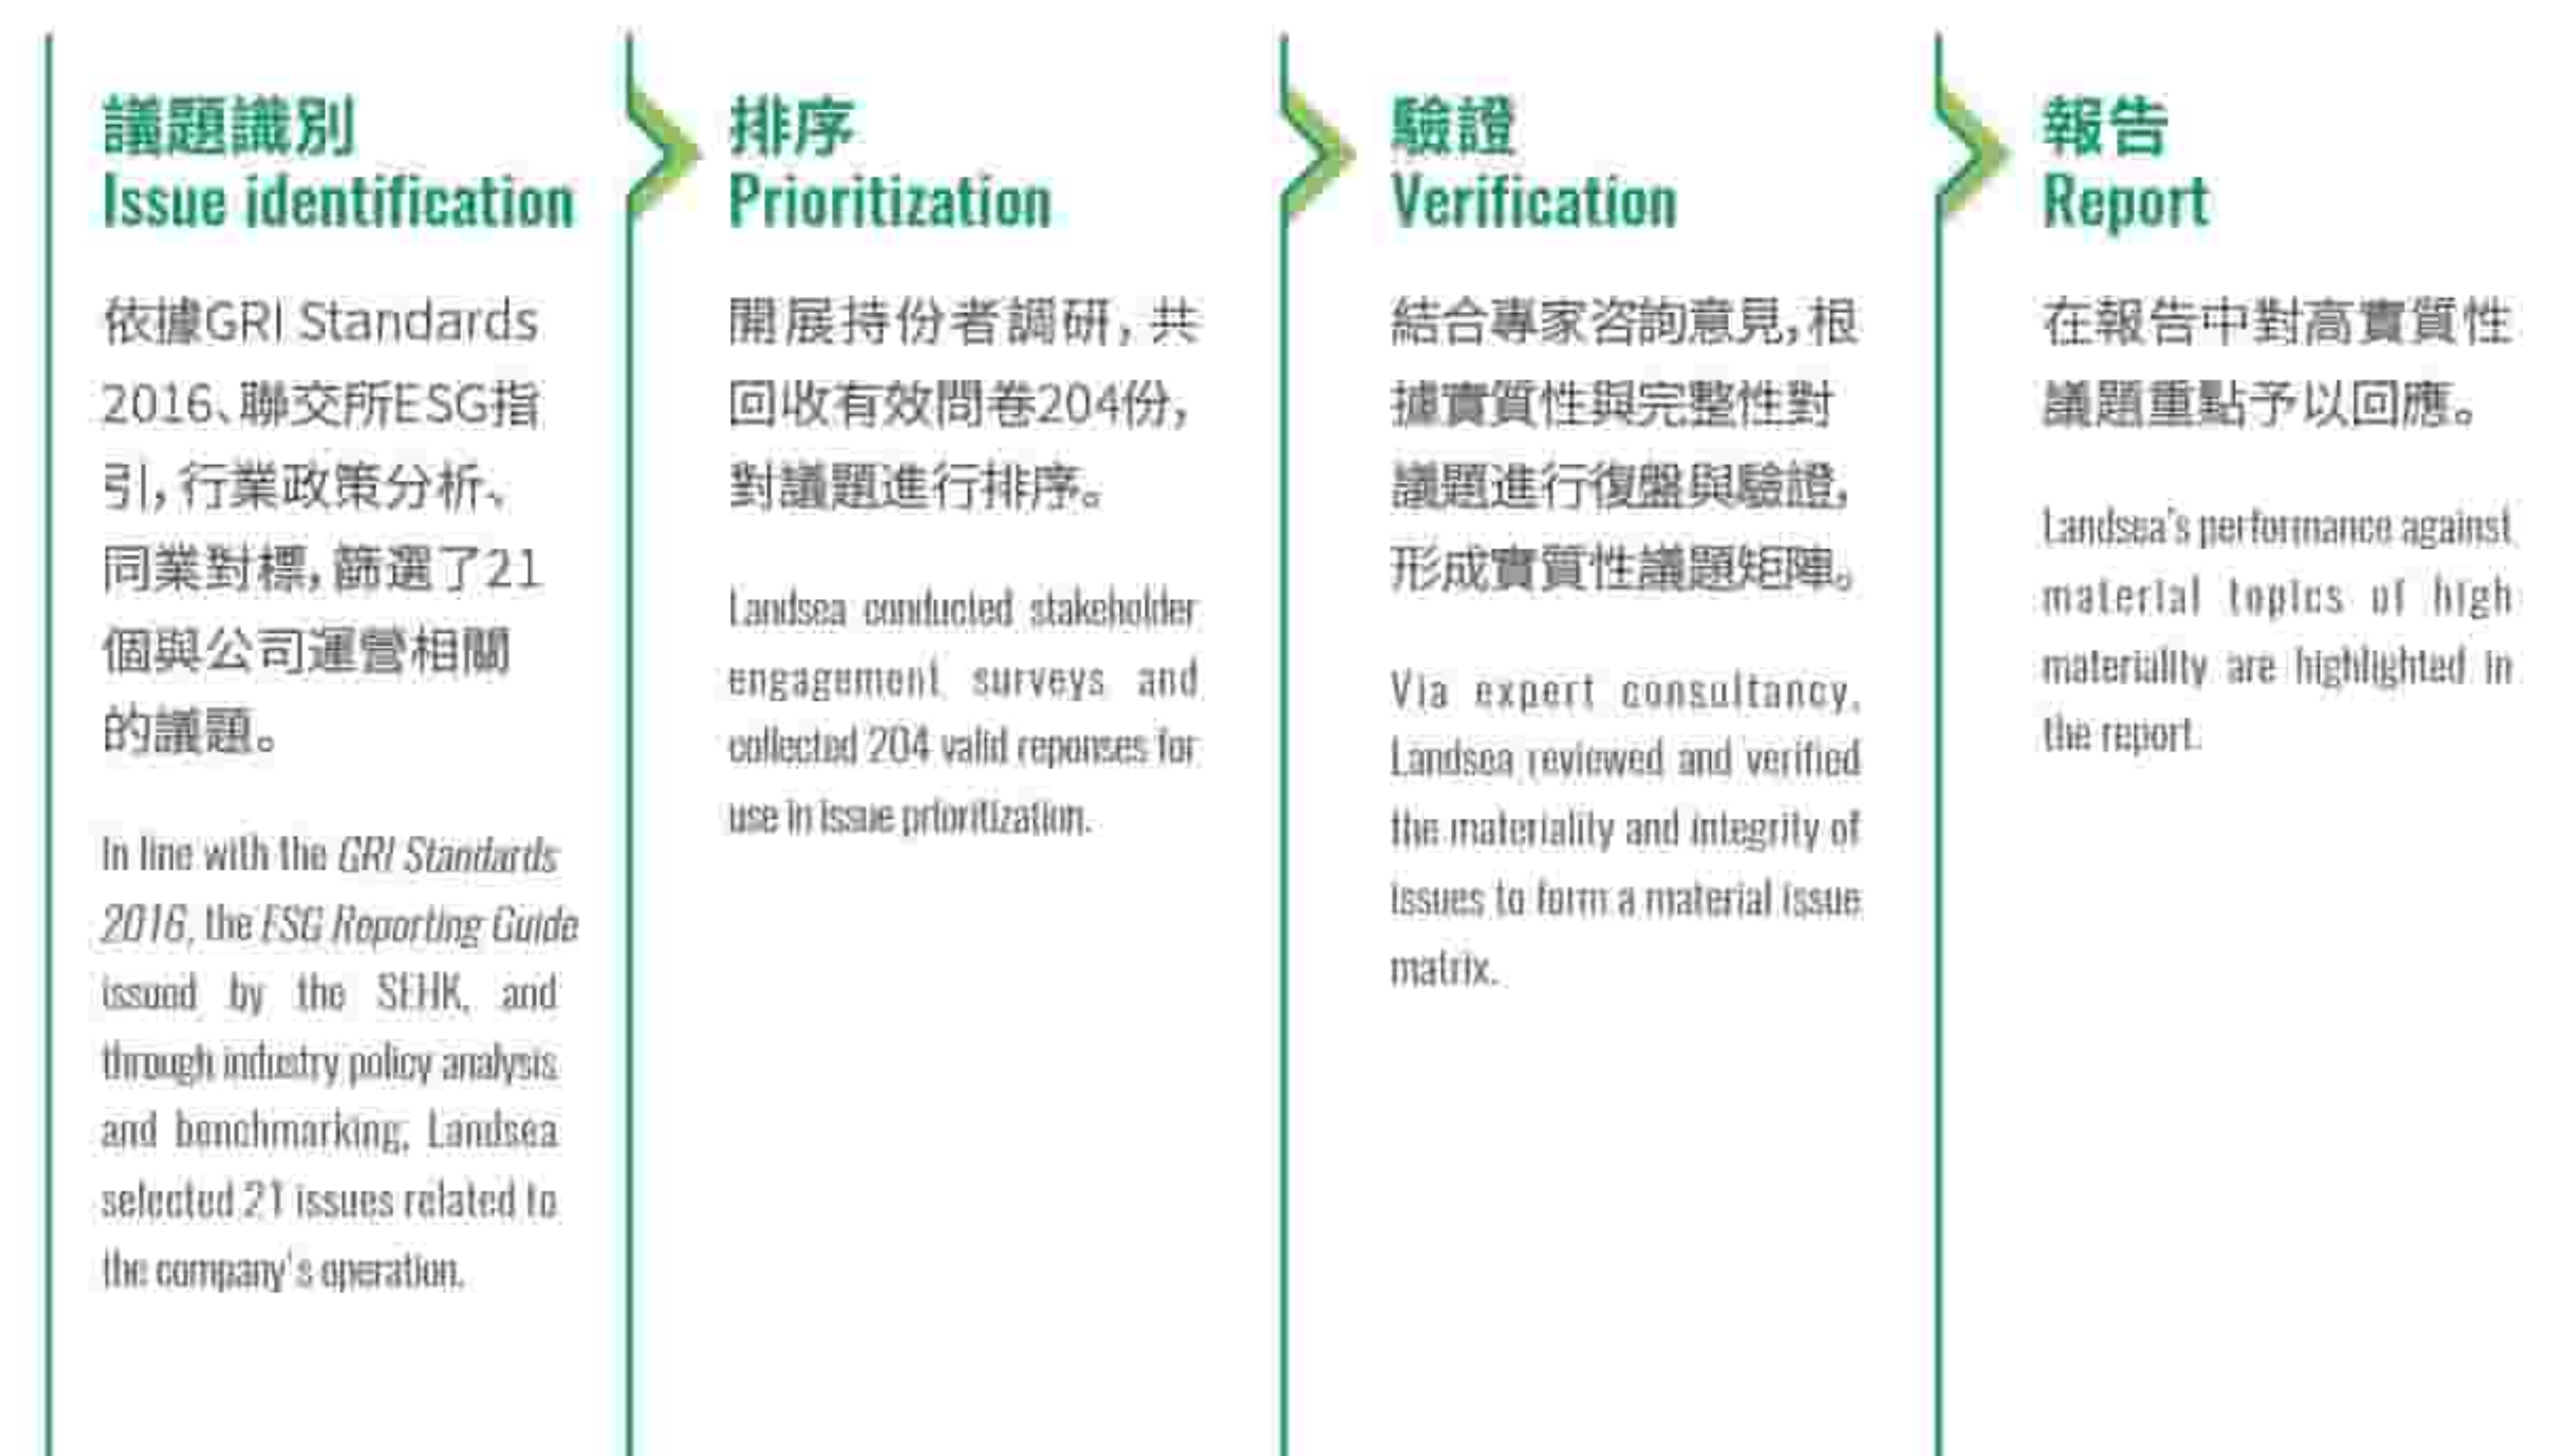 議題識別
Issue identification
依據GRI Standards
2016、聯交所ESG指
引，行業政策分析、
同業對標，篩選了21
個與公司運營相關
的議題。
In line with the GRI Standards
2016, the ESG Reporting Guide
issued by the SEHK, and
through industry policy analysis
and benchmarking, Landsea
selected 21 issues related to
the company's operation.
排序
Prioritization
開展持份者調研，共
回收有效問卷204份，
對議題進行排序。
Landsea conducted stakeholder
engagement surveys and
collected 204 valid reponses for
use in issue prioritization.
驗證
Verification
結合專家咨詢意見，根
據實質性與完整性對
議題進行復盤與驗證，
形成實質性議題矩陣。
Via expert consultancy,
Landsea reviewed and verified
the materiality and integrity of
issues to form a material issue
matrix.
報告
Report
在報告中對高實質性
議題重點予以回應。
Landsea's performance against
material topics of high
materiality are highlighted in
the report.